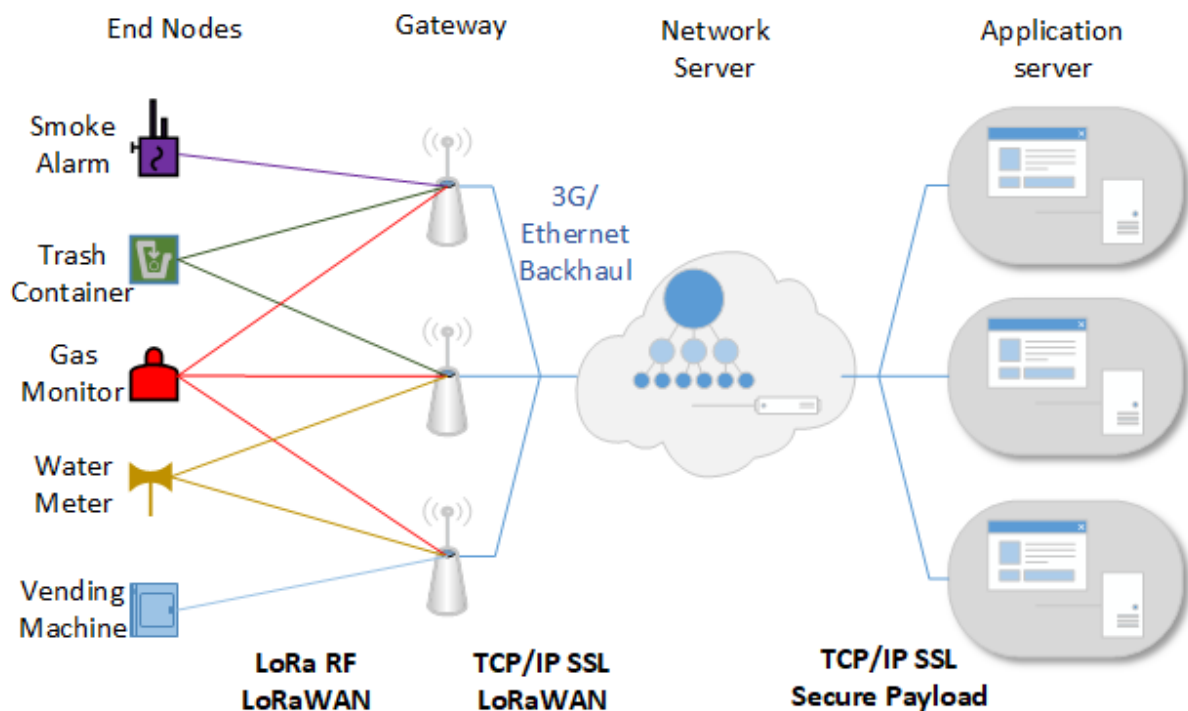 End Nodes
Gateway
Network
Server
Application
server
Smoke
Alarm
Trash
Container
Gas
Monitor
Water
Meter
Vending
Machine
3G/
Ethernet
Backhaul
LoRa RF
LoRaWAN
TCP/IP SSL
LoRaWAN
TCP/IP SSL
Secure Payload